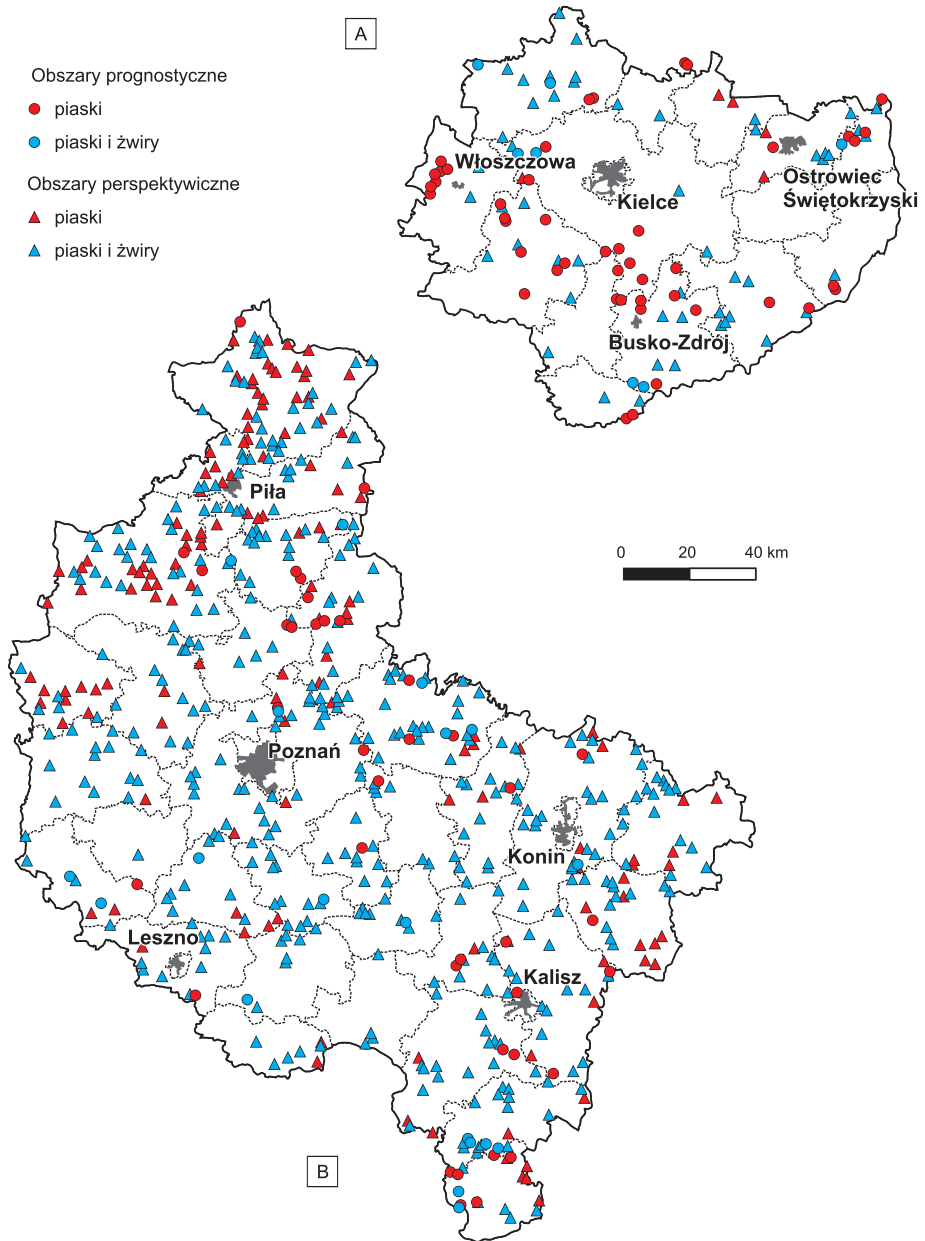 A
Obszary prognostyczne
piaski
piaski i żwiry
Obszary perspektywiczne
piaski
piaski i żwiry
Włoszczowa
Kielce
Ostrowiec
Świętokrzyski
Busko-Zdrój
Piła
0 20 40 km
Poznań
Konin
Leszno
Kalisz
B